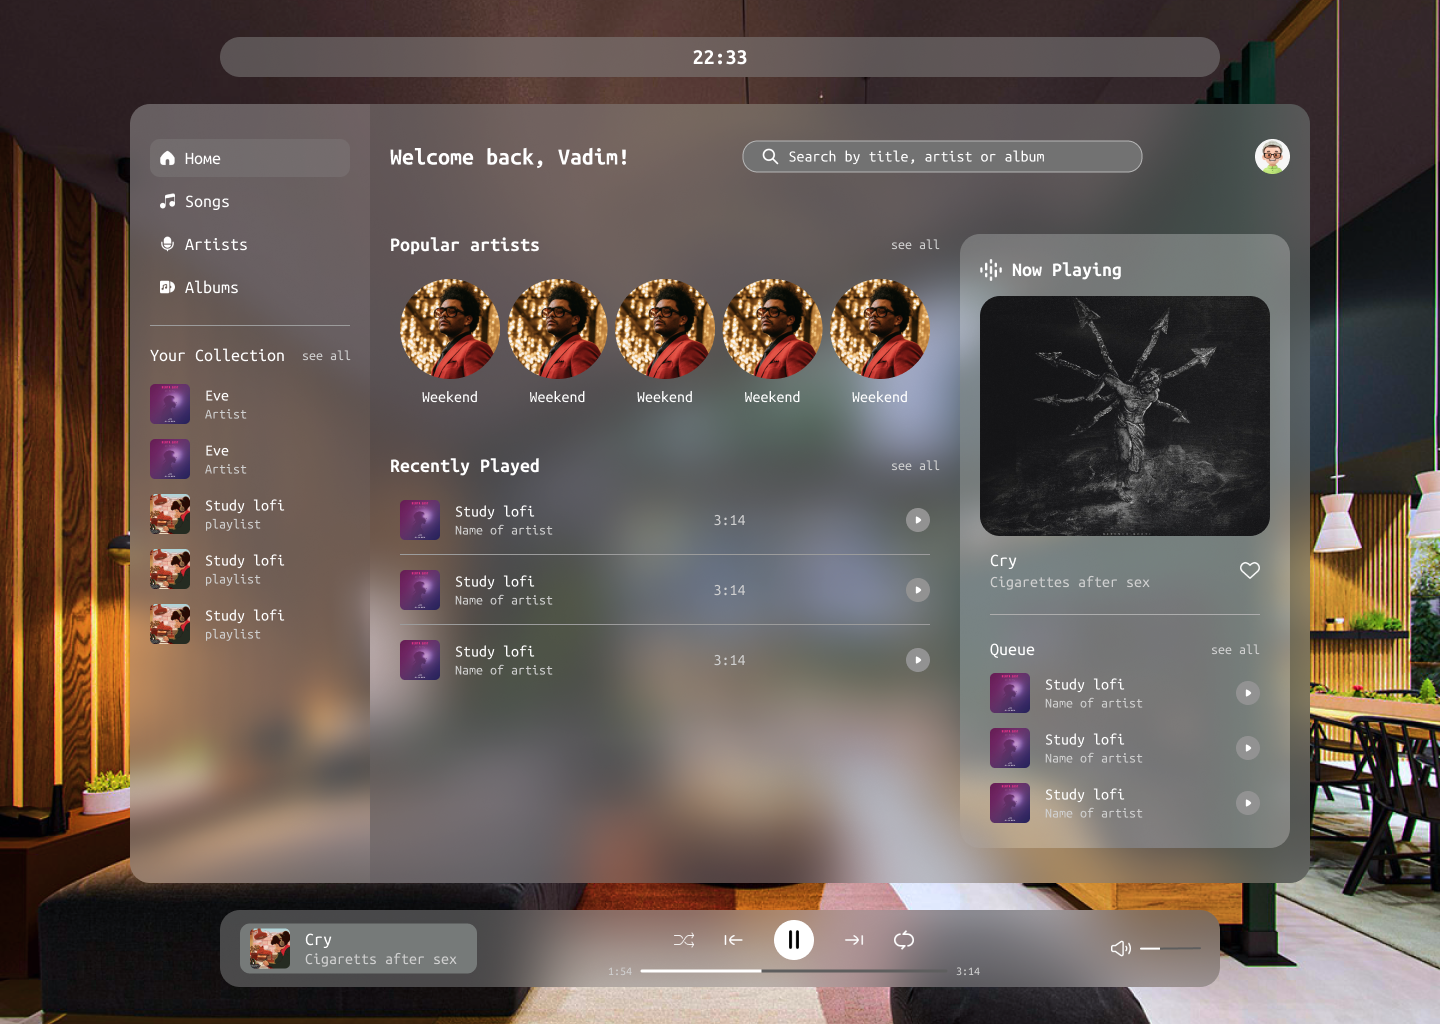 22:33
Home
Songs
Artists
Albums
Your Collection see all
Eve
Artist
Eve
Artist
Study lofi
playlist
Study lofi
playlist
Study lofi
playlist
Welcome back, Vadim!
Search by title, artist or album
Popular artists see all
Weekend Weekend Weekend Weekend Weekend
Recently Played see all
Study lofi
Name of artist
3:14
Study lofi
Name of artist
3:14
Study lofi
Name of artist
3:14
Now Playing
Cry
Cigarettes after sex
Queue see all
Study lofi
Name of artist
Study lofi
Name of artist
Study lofi
Name of artist
Cry
Cigaretts after sex
1:54
3:14